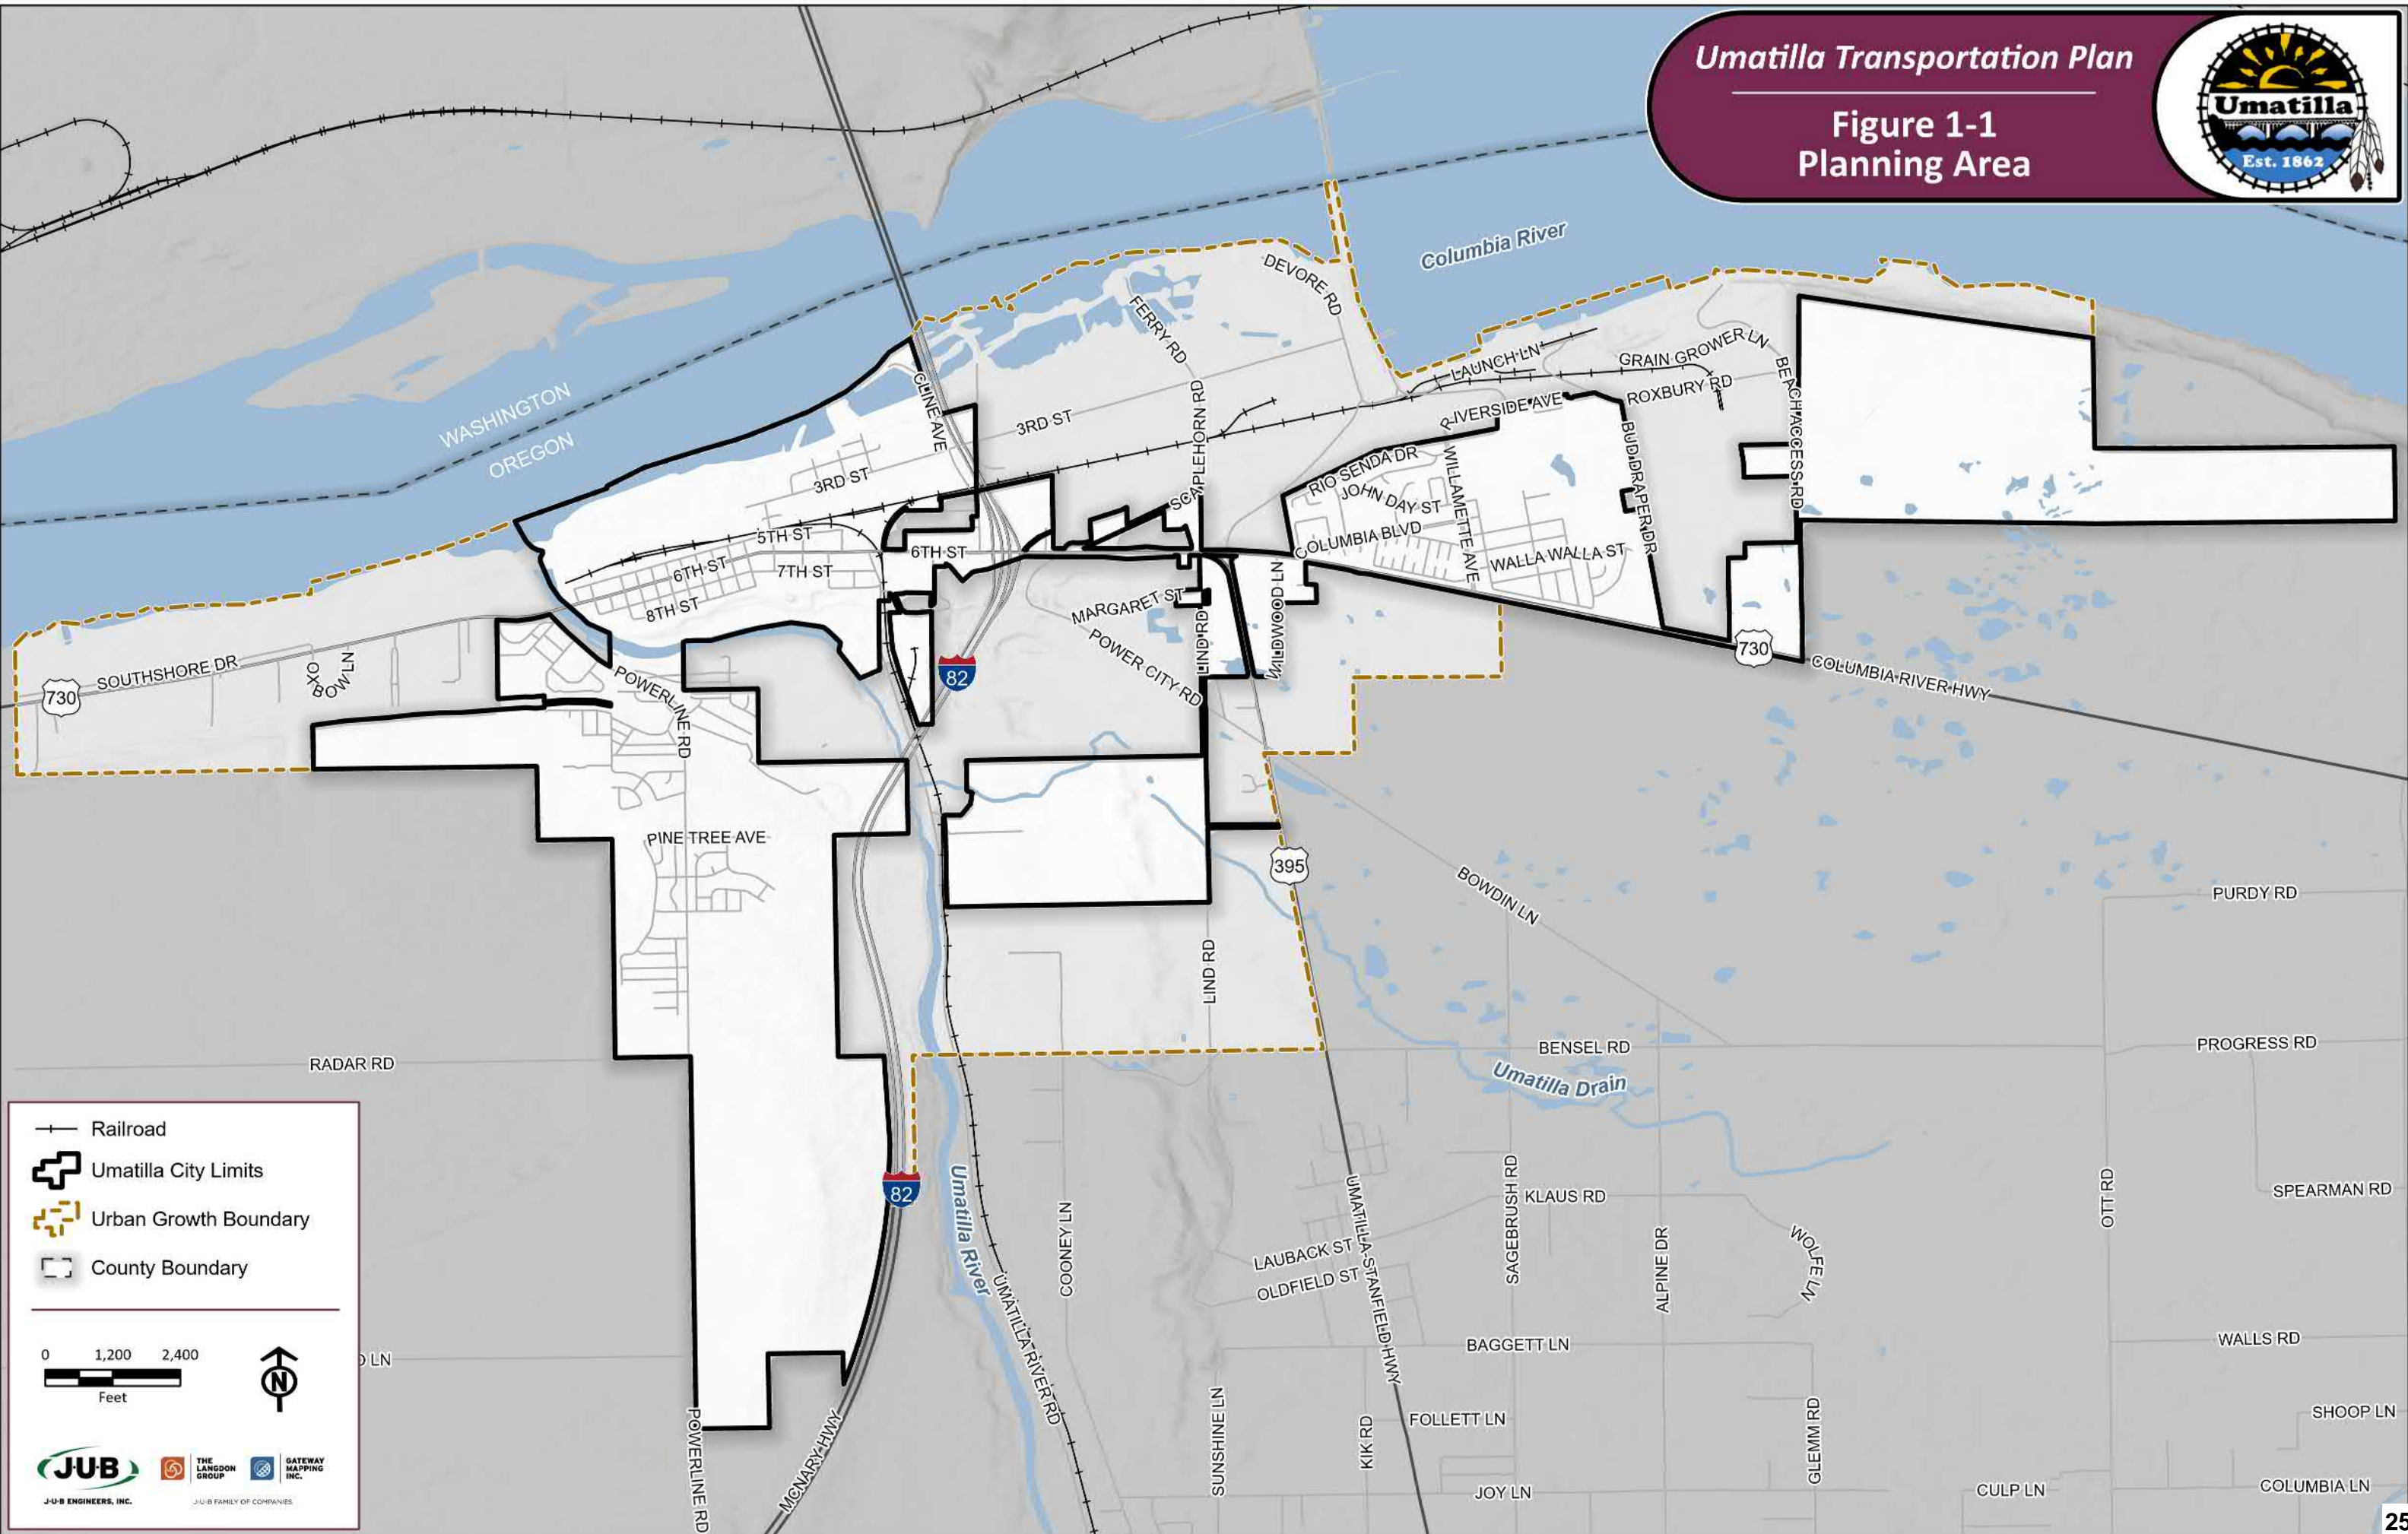 Umatilla Transportation Plan
Figure 1-1
Planning Area
Umatilla
Est. 1862
Columbia River
DEVORE RD
FERRY RD
LAUNCH LN
GRAIN GROWER LN
BEACH ACCESS RD
ROXBURY RD
RIVERSIDE AVE
CLINE AVE
WASHINGTON
OREGON
3RD ST
3RD ST
SCAPLEHORN RD
BUD DRAPER DR
RIO SENDA DR
WILLAMETTE AVE
JOHN DAY ST
COLUMBIA BLVD
WALLA WALLA ST
5TH ST
6TH ST
6TH ST
7TH ST
8TH ST
MARGARET ST
POWER CITY RD
LIND RD
WILDWOOD LN
730
COLUMBIA RIVER HWY
SOUTHSHORE DR
OXBOW LN
730
82
POWERLINE RD
PINE TREE AVE
395
BOWDIN LN
PURDY RD
LIND RD
RADAR RD
BENSEL RD
PROGRESS RD
Umatilla Drain
82
Umatilla River
COONEY LN
UMATILLA RIVER RD
SAGEBRUSH RD
KLAUS RD
OTT RD
SPEARMAN RD
UMATILLA-STANFIELD HWY
LAUBACK ST
OLDFIELD ST
ALPINE DR
WOLFE LN
BAGGETT LN
WALLS RD
SUNSHINE LN
KIK RD
FOLLETT LN
GLEMMI RD
SHOOP LN
POWERLINE RD
MCNARY HWY
JOY LN
CULP LN
COLUMBIA LN
Railroad
Umatilla City Limits
Urban Growth Boundary
County Boundary
0 1,200 2,400
Feet
N
LN
J·U·B
J·U·B ENGINEERS, INC.
THE
LANGDON
GROUP
GATEWAY
MAPPING
INC.
J·U·B FAMILY OF COMPANIES
25